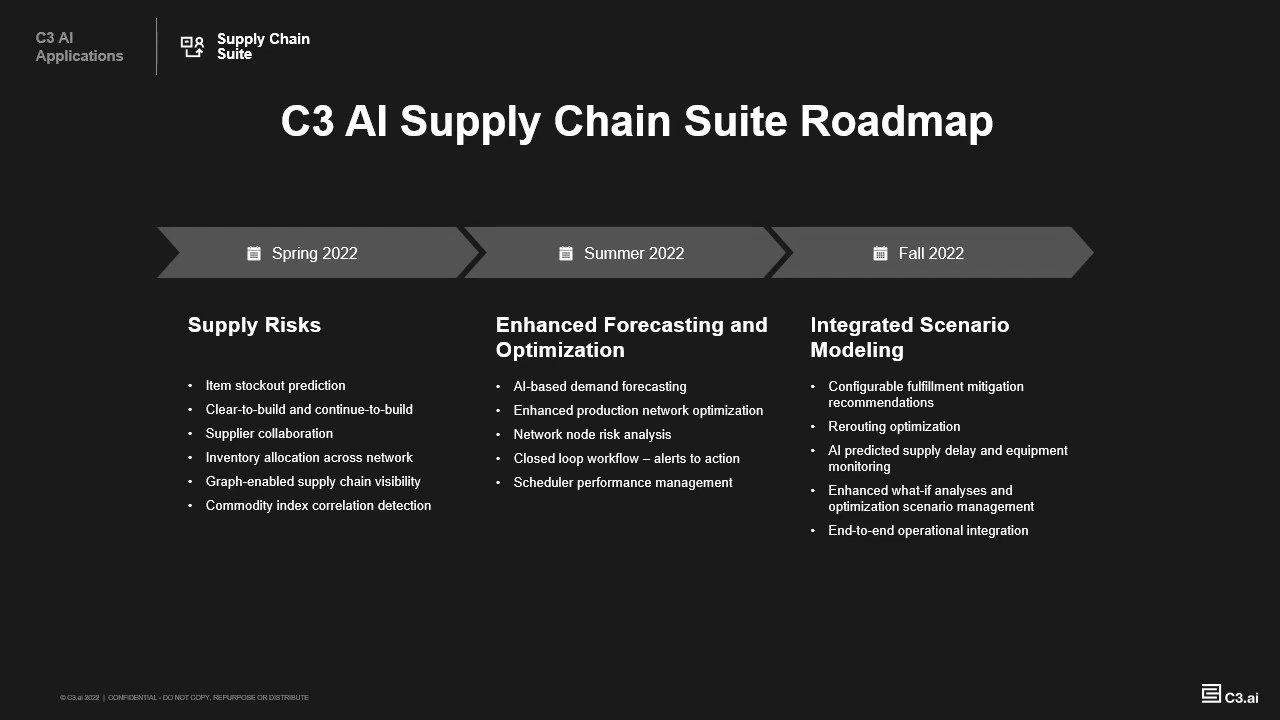 C3 AI
Applications
Supply Chain
Suite
C3 AI Supply Chain Suite Roadmap
Spring 2022
Summer 2022
Fall 2022
Supply Risks
• Item stockout prediction
• Clear-to-build and continue-to-build
• Supplier collaboration
• Inventory allocation across network
• Graph-enabled supply chain visibility
• Commodity index correlation detection
Enhanced Forecasting and
Optimization
• AI-based demand forecasting
• Enhanced production network optimization
• Network node risk analysis
• Closed loop workflow – alerts to action
• Scheduler performance management
Integrated Scenario
Modeling
• Configurable fulfillment mitigation
recommendations
• Rerouting optimization
• AI predicted supply delay and equipment
monitoring
• Enhanced what-if analyses and
optimization scenario management
• End-to-end operational integration
© C3.ai 2022 | CONFIDENTIAL - DO NOT COPY, REPURPOSE OR DISTRIBUTE
C3.ai